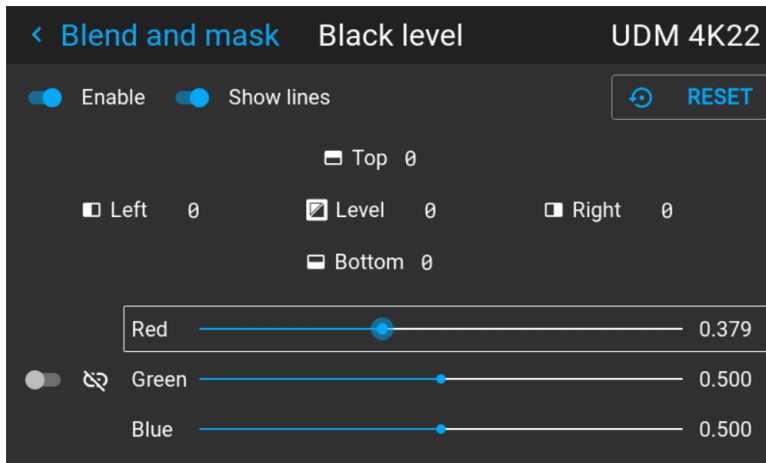 Blend and mask Black level UDM 4K22
Enable Show lines RESET
Top 0
Left 0 Level 0 Right 0
Bottom 0
Red 0.379
Green 0.500
Blue 0.500